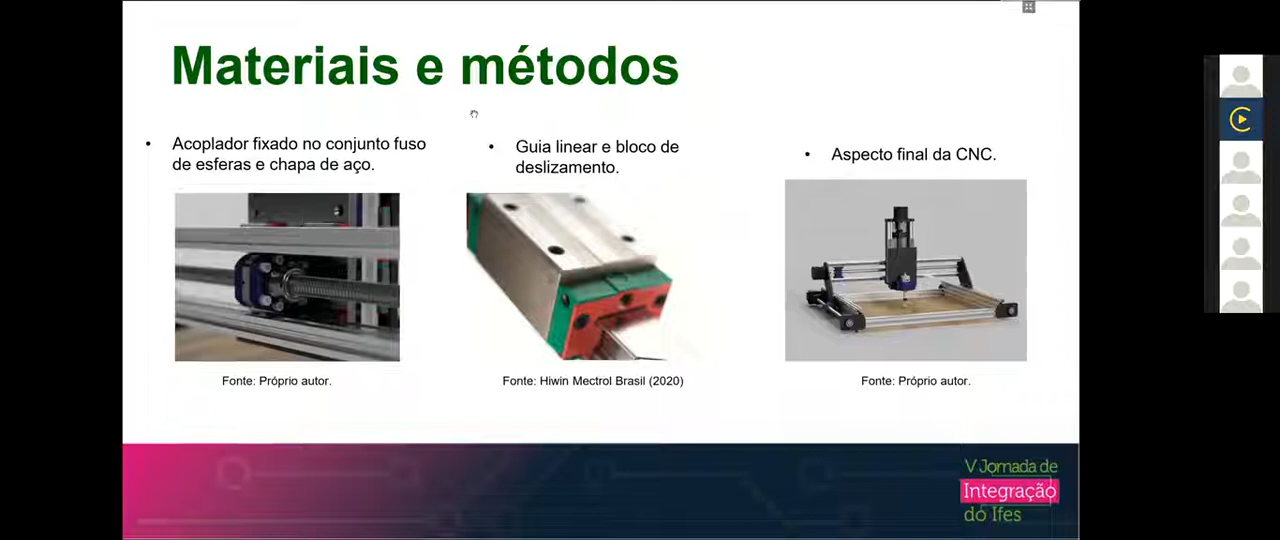 Materiais e métodos
• Acoplador fixado no conjunto fuso
de esferas e chapa de aço.
Fonte: Próprio autor.
• Guia linear e bloco de
deslizamento.
Fonte: Hiwin Mectrol Brasil (2020)
• Aspecto final da CNC.
Fonte: Próprio autor.
V Jornada de
Integração
do Ifes